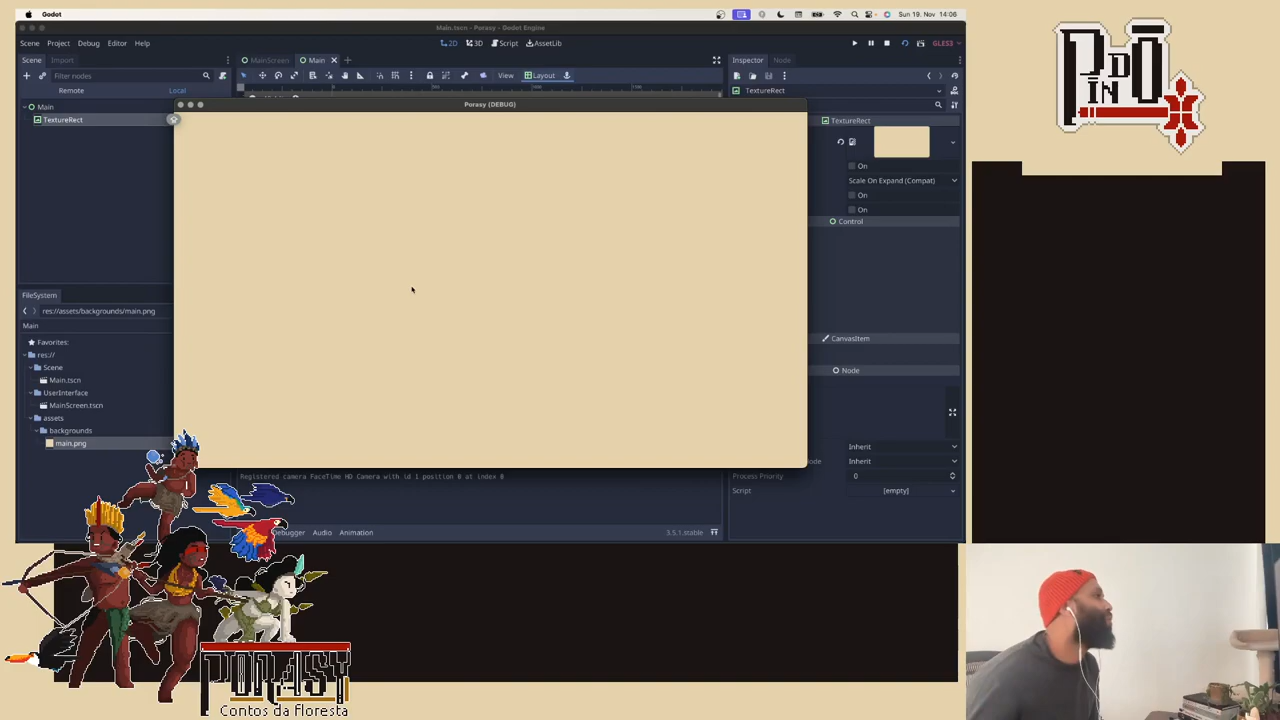 Godot
Sun 19. Nov 14:06
Main.tscn - Porasy - Godot Engine
Scene Project Debug Editor Help
2D 3D Script AssetLib
GLES3
Scene Import
MainScreen Main
Inspector Node
Filter nodes
View Layout
Remote Local
TextureRect
Main
TextureRect
Porasy (DEBUG)
TextureRect
On
Scale On Expand (Compat)
On
On
Control
FileSystem
res://assets/backgrounds/main.png
Main
Favorites:
res://
Scene
Main.tscn
UserInterface
MainScreen.tscn
assets
backgrounds
main.png
CanvasItem
Node
Inherit
Inherit
Process Priority 0
Script [empty]
Registered camera FaceTime HD Camera with id 1 position 0 at index 0
Debugger Audio Animation 3.5.1.stable
PORASY
Contos da Floresta